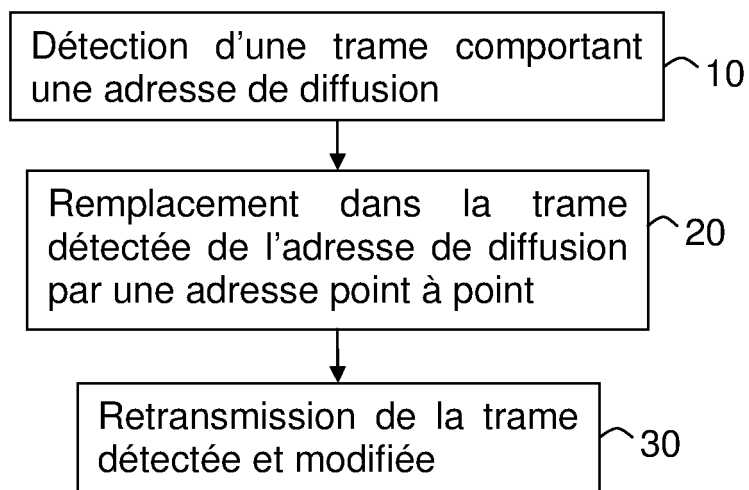 Détection d'une trame comportant
une adresse de diffusion
10
Remplacement dans la trame
détectée de l'adresse de diffusion
par une adresse point à point
20
Retransmission de la trame
détectée et modifiée
30